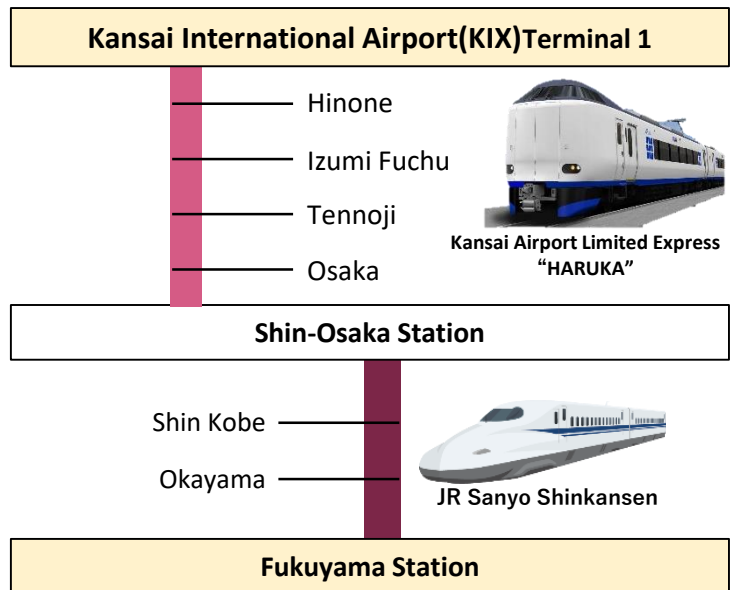 Kansai International Airport(KIX)Terminal 1
Hinone
Izumi Fuchu
Tennoji
Osaka
Kansai Airport Limited Express
“HARUKA”
Shin-Osaka Station
Shin Kobe
Okayama
JR Sanyo Shinkansen
Fukuyama Station